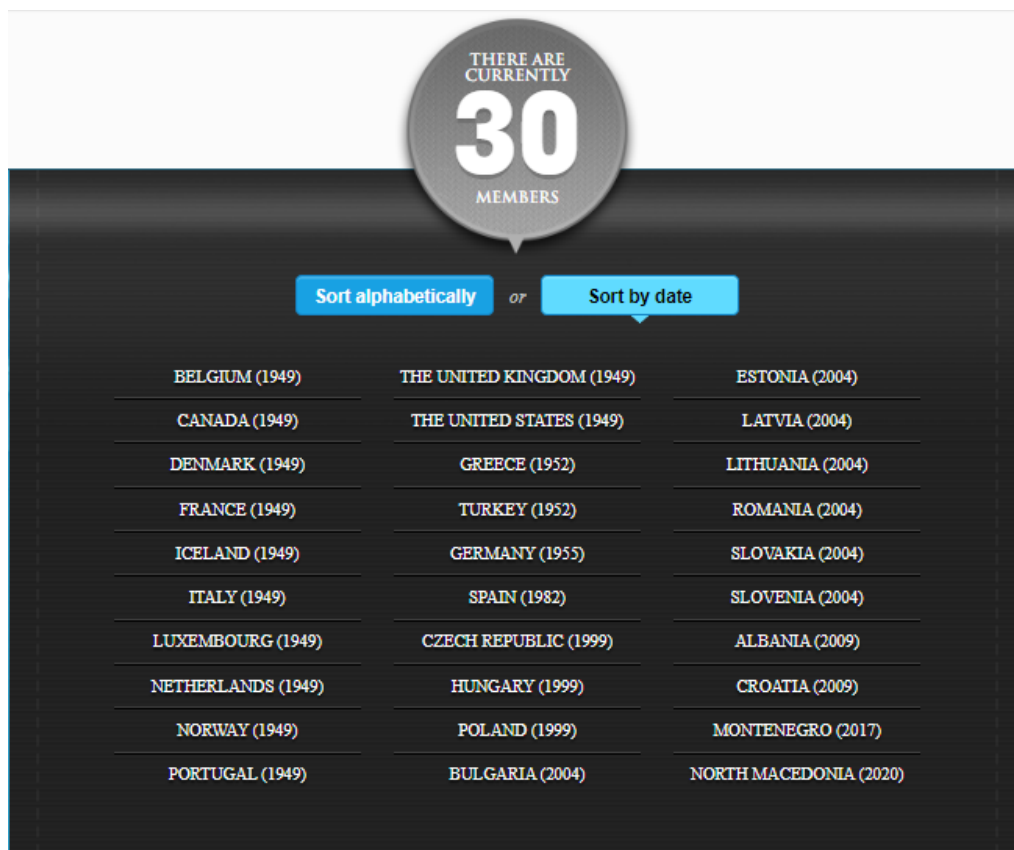 THERE ARE
CURRENTLY
30
MEMBERS
Sort alphabetically or Sort by date
BELGIUM (1949)
CANADA (1949)
DENMARK (1949)
FRANCE (1949)
ICELAND (1949)
ITALY (1949)
LUXEMBOURG (1949)
NETHERLANDS (1949)
NORWAY (1949)
PORTUGAL (1949)
THE UNITED KINGDOM (1949)
THE UNITED STATES (1949)
GREECE (1952)
TURKEY (1952)
GERMANY (1955)
SPAIN (1982)
CZECH REPUBLIC (1999)
HUNGARY (1999)
POLAND (1999)
BULGARIA (2004)
ESTONIA (2004)
LATVIA (2004)
LITHUANIA (2004)
ROMANIA (2004)
SLOVAKIA (2004)
SLOVENIA (2004)
ALBANIA (2009)
CROATIA (2009)
MONTENEGRO (2017)
NORTH MACEDONIA (2020)